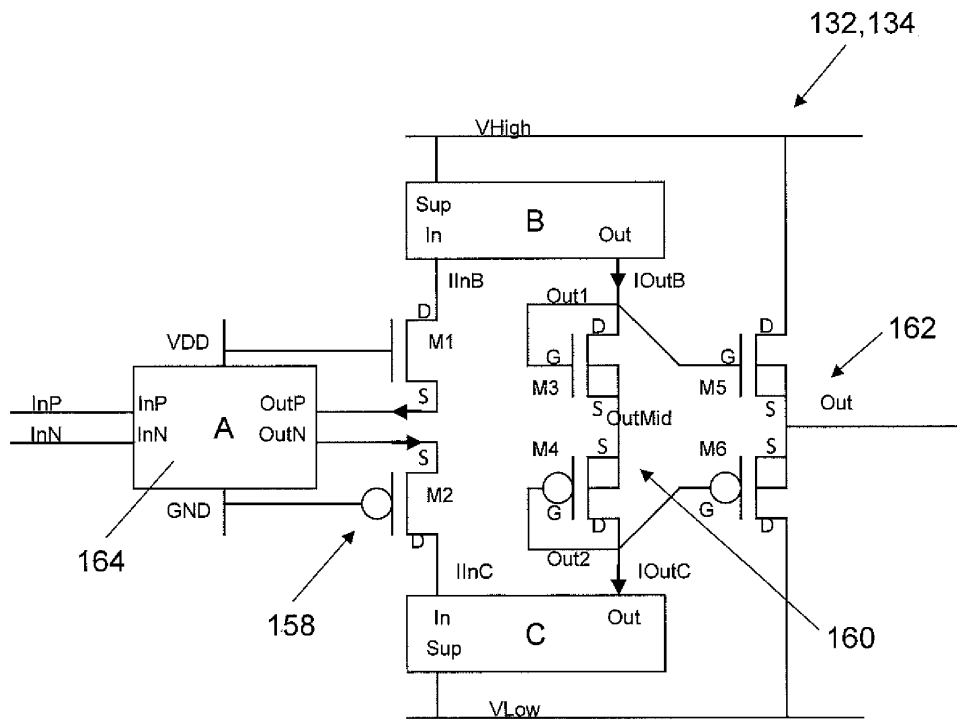 132,134
VHigh
Sup
In
B
Out
IInB
IOutB
Out1
D
M1
S
VDD
D
G
M3
S
D
G
M5
S
162
Out
InP
InN
InP
InN
A
OutP
OutN
OutMid
S
M2
D
GND
S
M4
G
D
S
M6
G
D
164
158
Out2
IInC
IOutC
160
In
Sup
C
Out
VLow